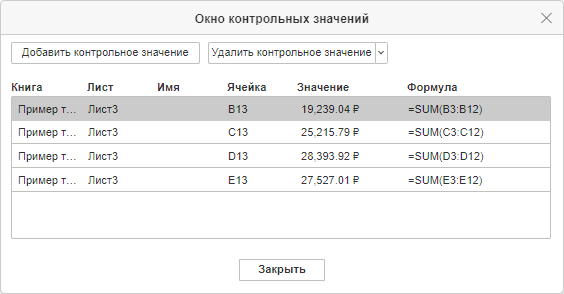 Окно контрольных значений
Добавить контрольное значение Удалить контрольное значение
Книга Лист Имя Ячейка Значение Формула
Пример т... Лист3 B13 19,239.04 ₽ =SUM(B3:B12)
Пример т... Лист3 C13 25,215.79 ₽ =SUM(C3:C12)
Пример т... Лист3 D13 28,393.92 ₽ =SUM(D3:D12)
Пример т... Лист3 E13 27,527.01 ₽ =SUM(E3:E12)
Закрыть